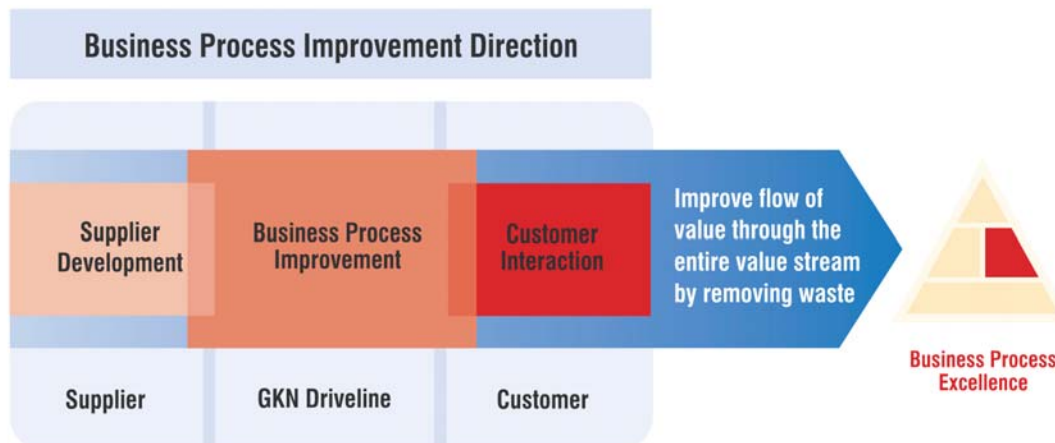 Business Process Improvement Direction
Supplier
Development
Business Process
Improvement
Customer
Interaction
Improve flow of
value through the
entire value stream
by removing waste
Supplier
GKN Driveline
Customer
Business Process
Excellence